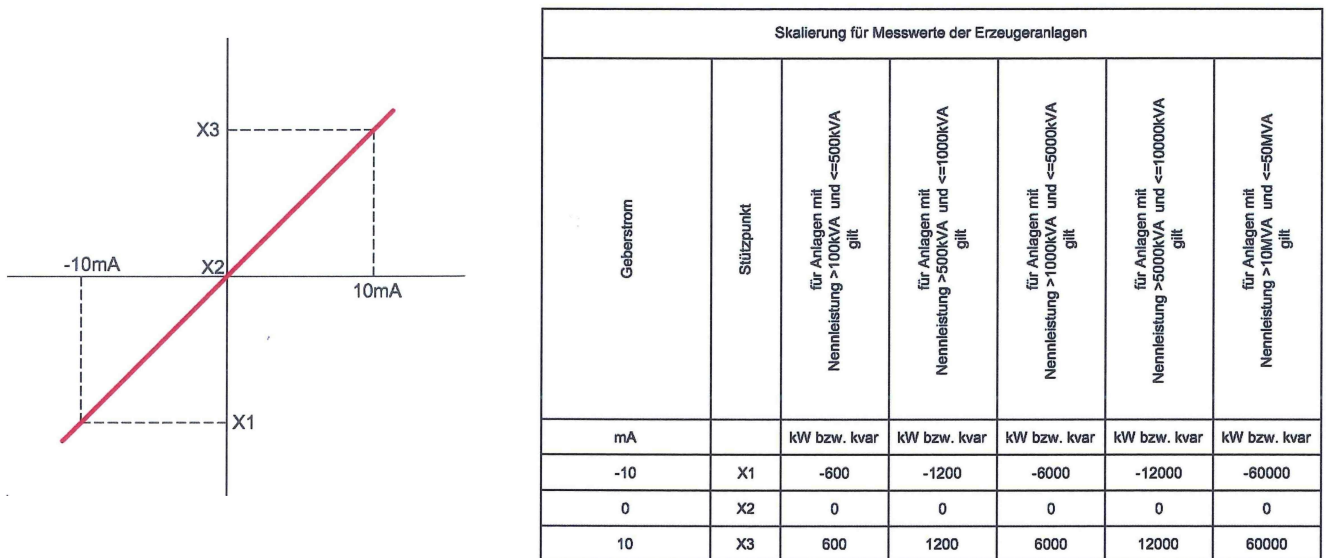 X3
-10mA
X2
10mA
X1
Skalierung für Messwerte der Erzeugeranlagen
Geberstrom
Stützpunkt
für Anlagen mit
Nennleistung >100kVA und <=500kVA
gilt
für Anlagen mit
Nennleistung >500kVA und <=1000kVA
gilt
für Anlagen mit
Nennleistung >1000kVA und <=5000kVA
gilt
für Anlagen mit
Nennleistung >5000kVA und <=10000kVA
gilt
für Anlagen mit
Nennleistung >10MVA und <=50MVA
gilt
mA kW bzw. kvar kW bzw. kvar kW bzw. kvar kW bzw. kvar kW bzw. kvar
-10 X1 -600 -1200 -6000 -12000 -60000
0 X2 0 0 0 0 0
10 X3 600 1200 6000 12000 60000